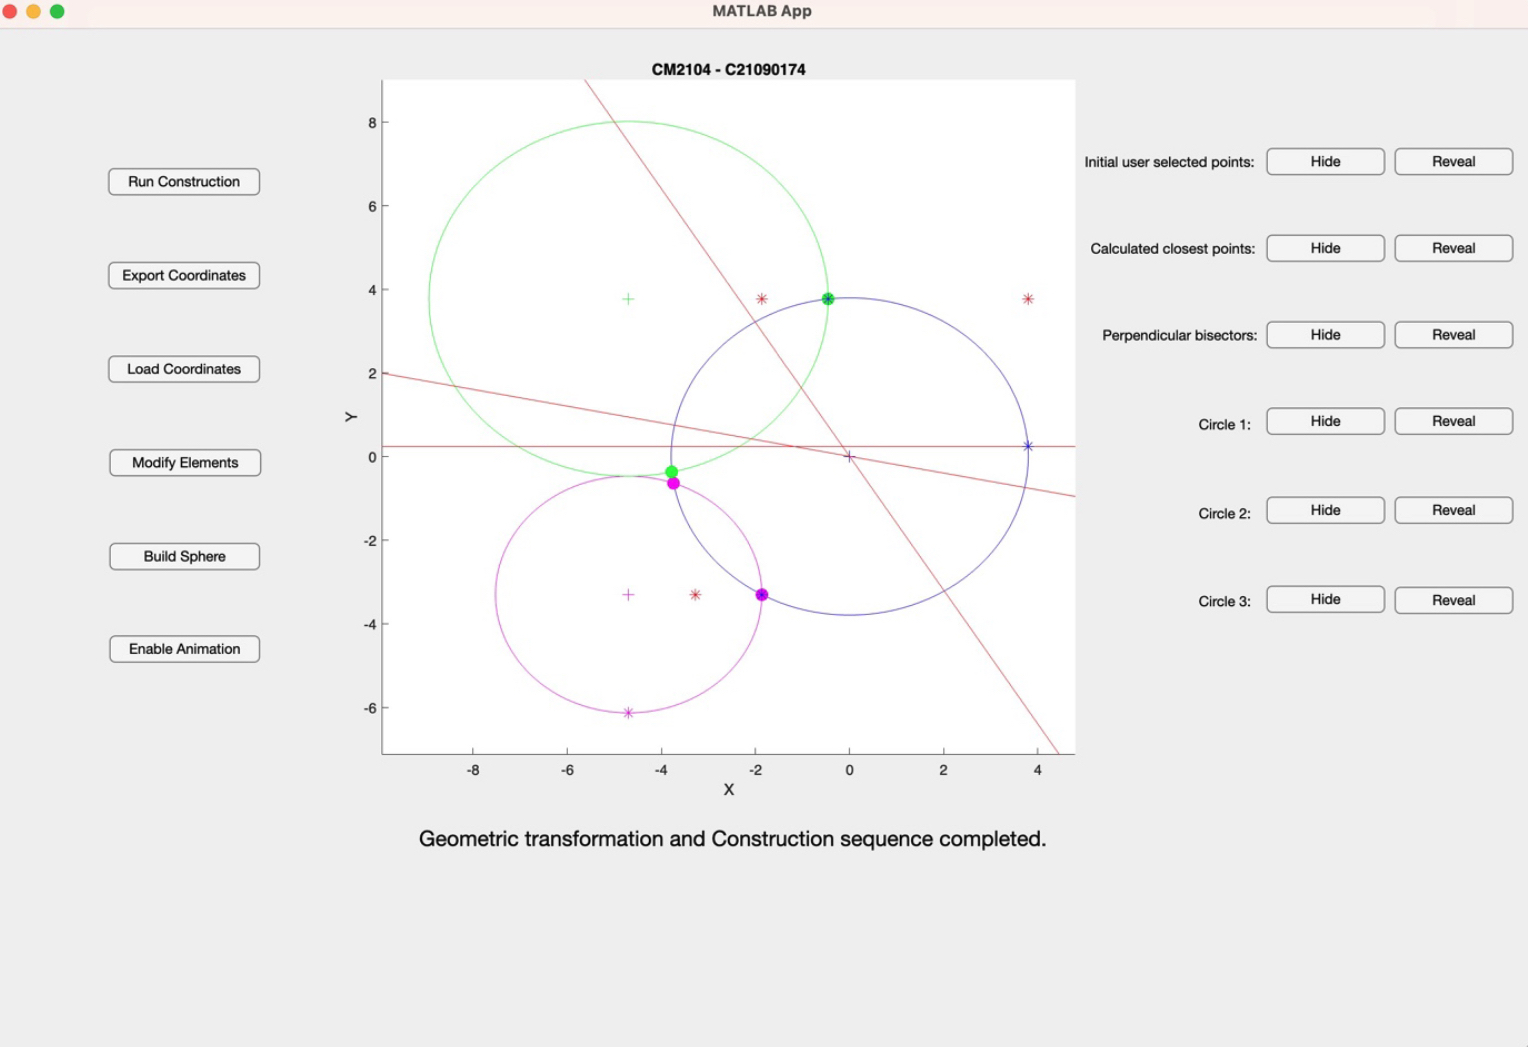 MATLAB App
CM2104 - C21090174
Run Construction
Export Coordinates
Load Coordinates
Modify Elements
Build Sphere
Enable Animation
8
6
4
2
0
-2
-4
-6
Y
-8 -6 -4 -2 0 2 4
X
Geometric transformation and Construction sequence completed.
Initial user selected points: Hide Reveal
Calculated closest points: Hide Reveal
Perpendicular bisectors: Hide Reveal
Circle 1: Hide Reveal
Circle 2: Hide Reveal
Circle 3: Hide Reveal